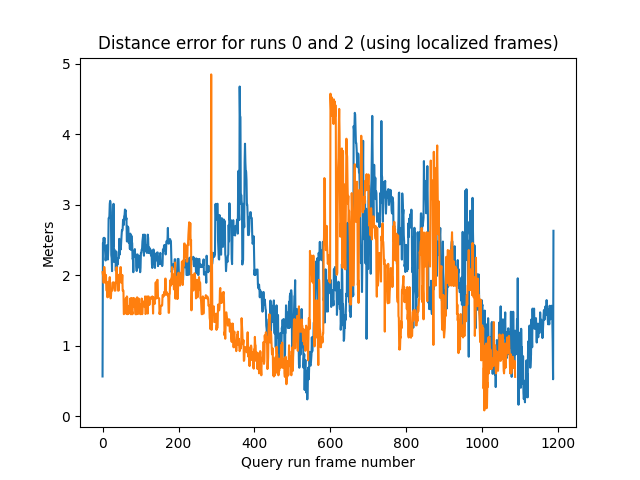 Distance error for runs 0 and 2 (using localized frames)
5
4
3
2
1
0
Meters
0 200 400 600 800 1000 1200
Query run frame number